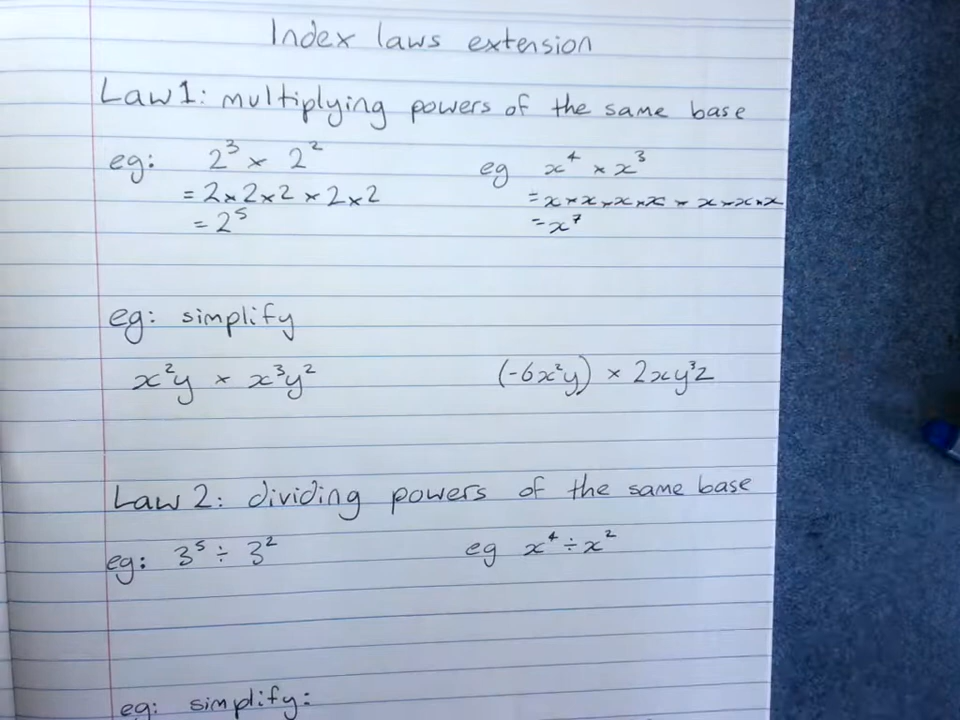 Index laws extension
Law 1: multiplying powers of the same base
eg: 2³ × 2² eg x⁴ × x³
= 2×2×2 × 2×2 = x×x×x×x × x×x×x
= 2⁵ = x⁷
eg: simplify
x²y × x³y² (-6x²y) × 2xy³z
Law 2: dividing powers of the same base
eg: 3⁵ ÷ 3² eg x⁴ ÷ x²
eg: simplify: